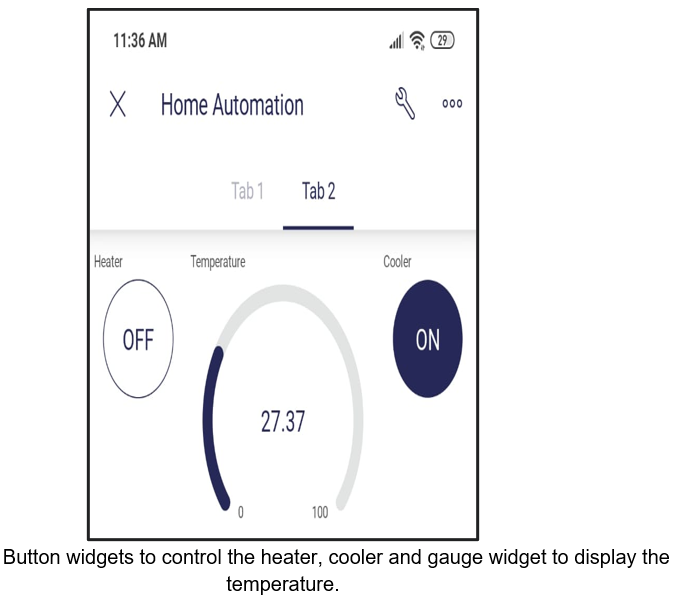 11:36 AM 29
Home Automation
Tab 1 Tab 2
Heater Temperature Cooler
OFF ON
27.37
0 100
Button widgets to control the heater, cooler and gauge widget to display the
temperature.